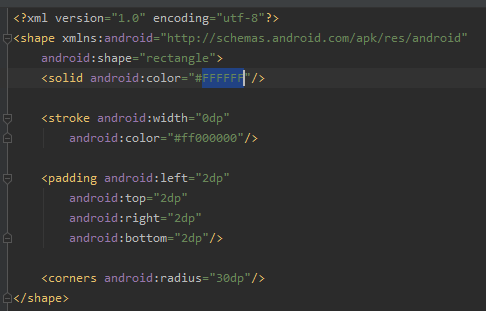 <?xml version="1.0" encoding="utf-8"?>
<shape xmlns:android="http://schemas.android.com/apk/res/android"
    android:shape="rectangle">
    <solid android:color="#FFFFFF"/>

    <stroke android:width="0dp"
        android:color="#ff000000"/>

    <padding android:left="2dp"
        android:top="2dp"
        android:right="2dp"
        android:bottom="2dp"/>

    <corners android:radius="30dp"/>
</shape>